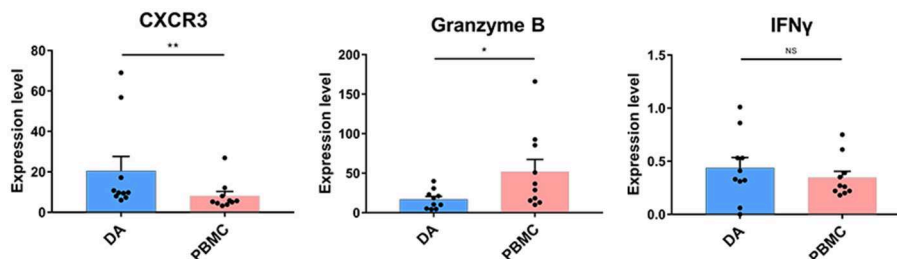 CXCR3
Expression level
80
60
40
20
0
**
DA
PBMC
Granzyme B
Expression level
200
150
100
50
0
*
DA
PBMC
IFNγ
Expression level
1.5
1.0
0.5
0.0
NS
DA
PBMC